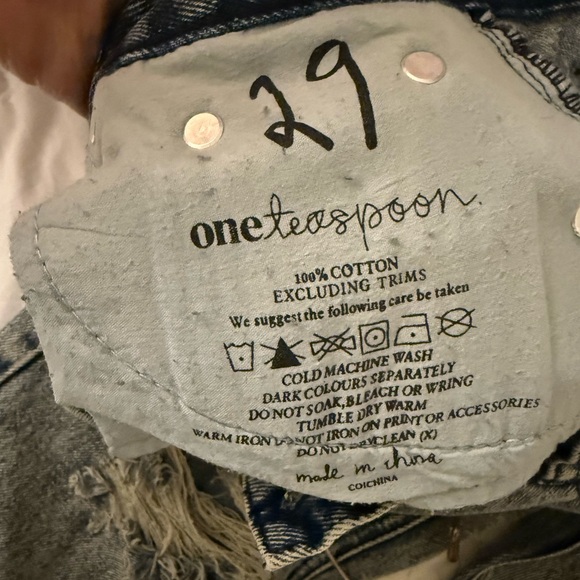 29
oneteaspoon.
100% COTTON
EXCLUDING TRIMS
We suggest the following care be taken
COLD MACHINE WASH
DARK COLOURS SEPARATELY
DO NOT SOAK, BLEACH OR WRING
TUMBLE DRY WARM
WARM IRON DO NOT IRON ON PRINT OR ACCESSORIES
DO NOT DRYCLEAN (X)
made in china
COICHINA